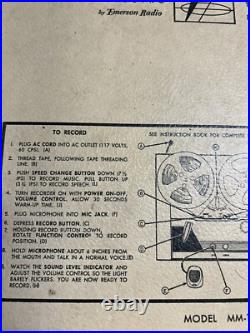 by Emerson Radio
TO RECORD
SEE INSTRUCTION BOOK FOR COMPLETE
1. PLUG AC CORD INTO AC OUTLET (117 VOLTS,
60 CPS). (A)
2. THREAD TAPE, FOLLOWING TAPE THREADING
LINE. (B)
3. PUSH SPEED CHANGE BUTTON DOWN (7½
IPS) TO RECORD MUSIC. PULL BUTTON UP
(3¾ IPS) TO RECORD SPEECH. (L)
4. TURN RECORDER ON WITH POWER ON-OFF,
VOLUME CONTROL. ALLOW 30 SECONDS
WARM-UP TIME.
5. PLUG MICROPHONE INTO MIC JACK. (F)
6. DEPRESS RECORD BUTTON. (C)
7. HOLDING RECORD BUTTON DOWN,
ROTATE FUNCTION CONTROL TO RECORD
POSITION. (D)
8. HOLD MICROPHONE ABOUT 6 INCHES FROM
THE MOUTH AND TALK IN A NORMAL VOICE.
9. WATCH THE SOUND LEVEL INDICATOR AND
ADJUST THE VOLUME CONTROL SO THE LIGHT
BARELY FLICKERS. YOU ARE NOW READY TO
RECORD.
MODEL MM-